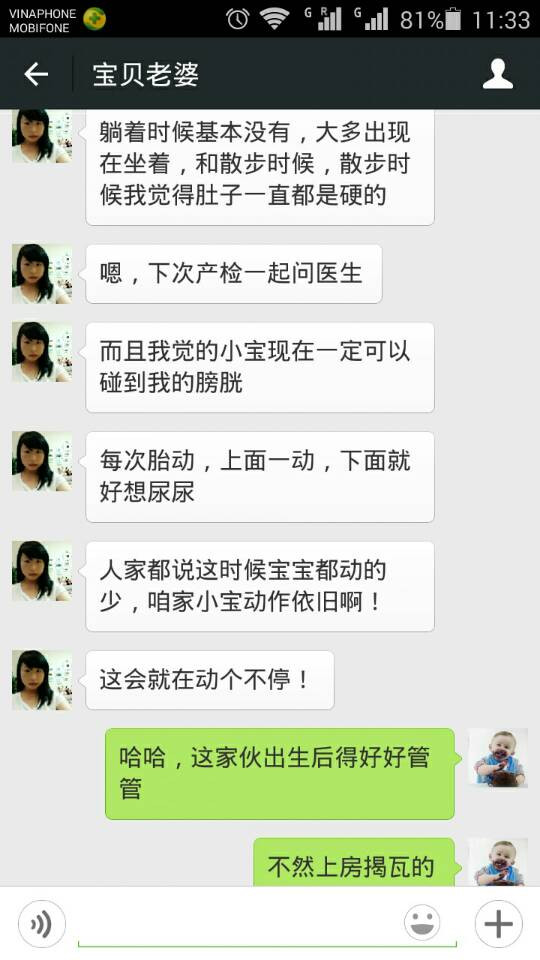 VINAPHONE
MOBIFONE
G R G 81% 11:33
宝贝老婆
躺着时候基本没有，大多出现
在坐着，和散步时候，散步时
候我觉得肚子一直都是硬的
嗯，下次产检一起问医生
而且我觉的小宝现在一定可以
碰到我的膀胱
每次胎动，上面一动，下面就
好想尿尿
人家都说这时候宝宝都动的
少，咱家小宝动作依旧啊！
这会就在动个不停！
哈哈，这家伙出生后得好好管
管
不然上房揭瓦的